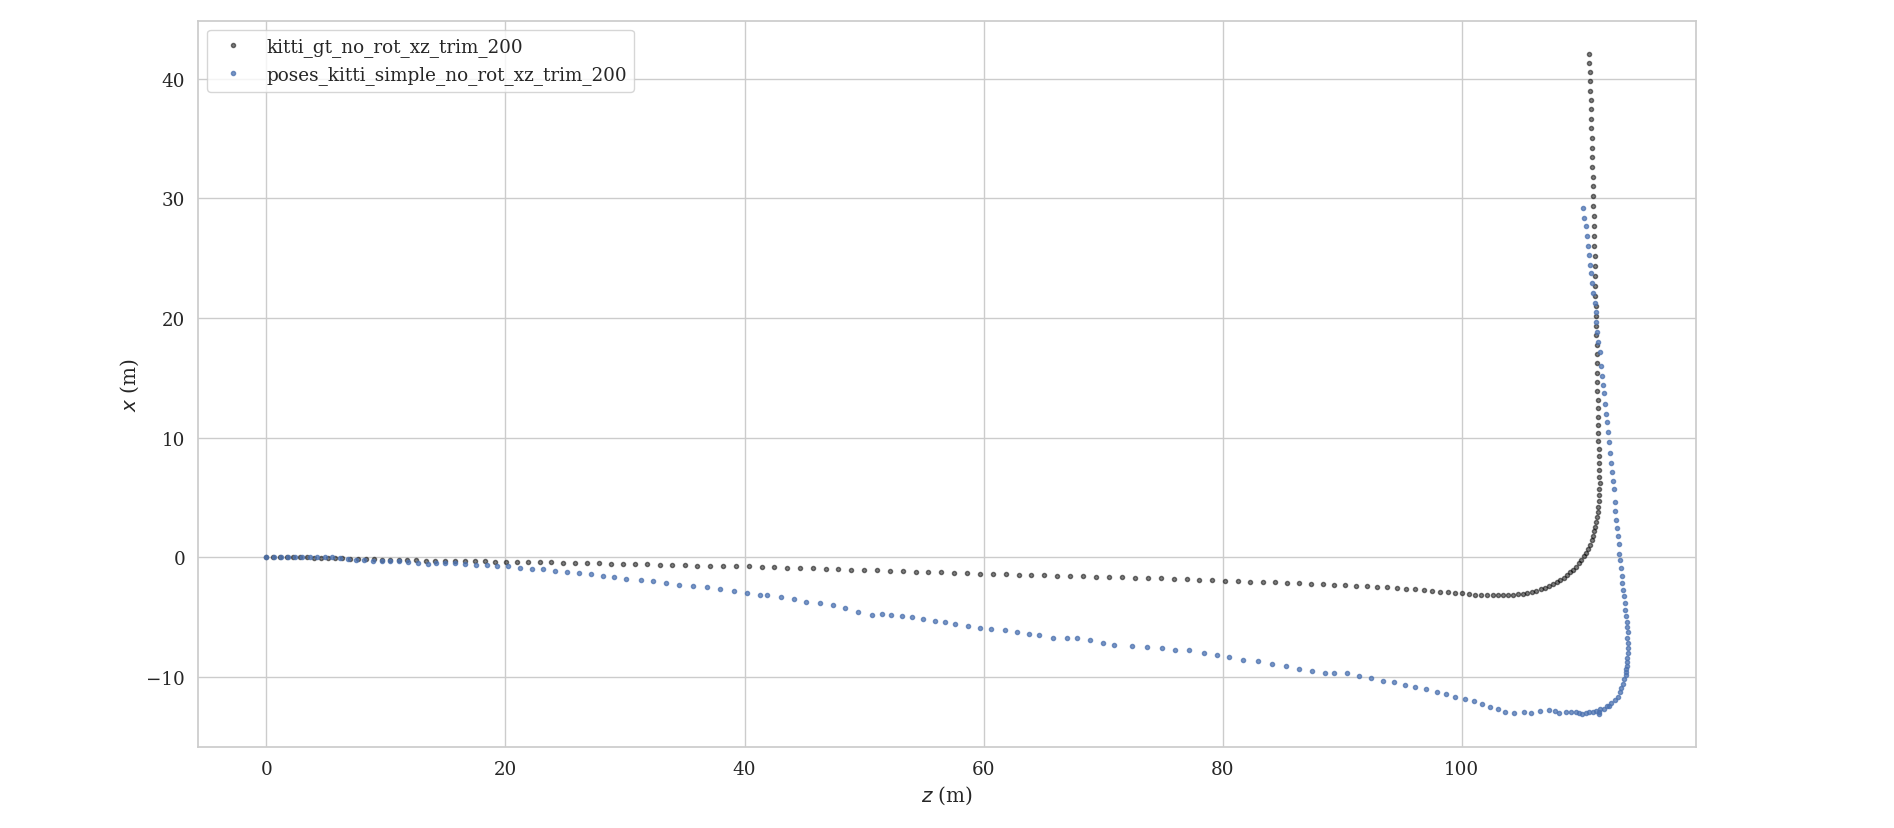 kitti_gt_no_rot_xz_trim_200
poses_kitti_simple_no_rot_xz_trim_200
40
30
20
10
0
−10
x (m)
0 20 40 60 80 100
z (m)